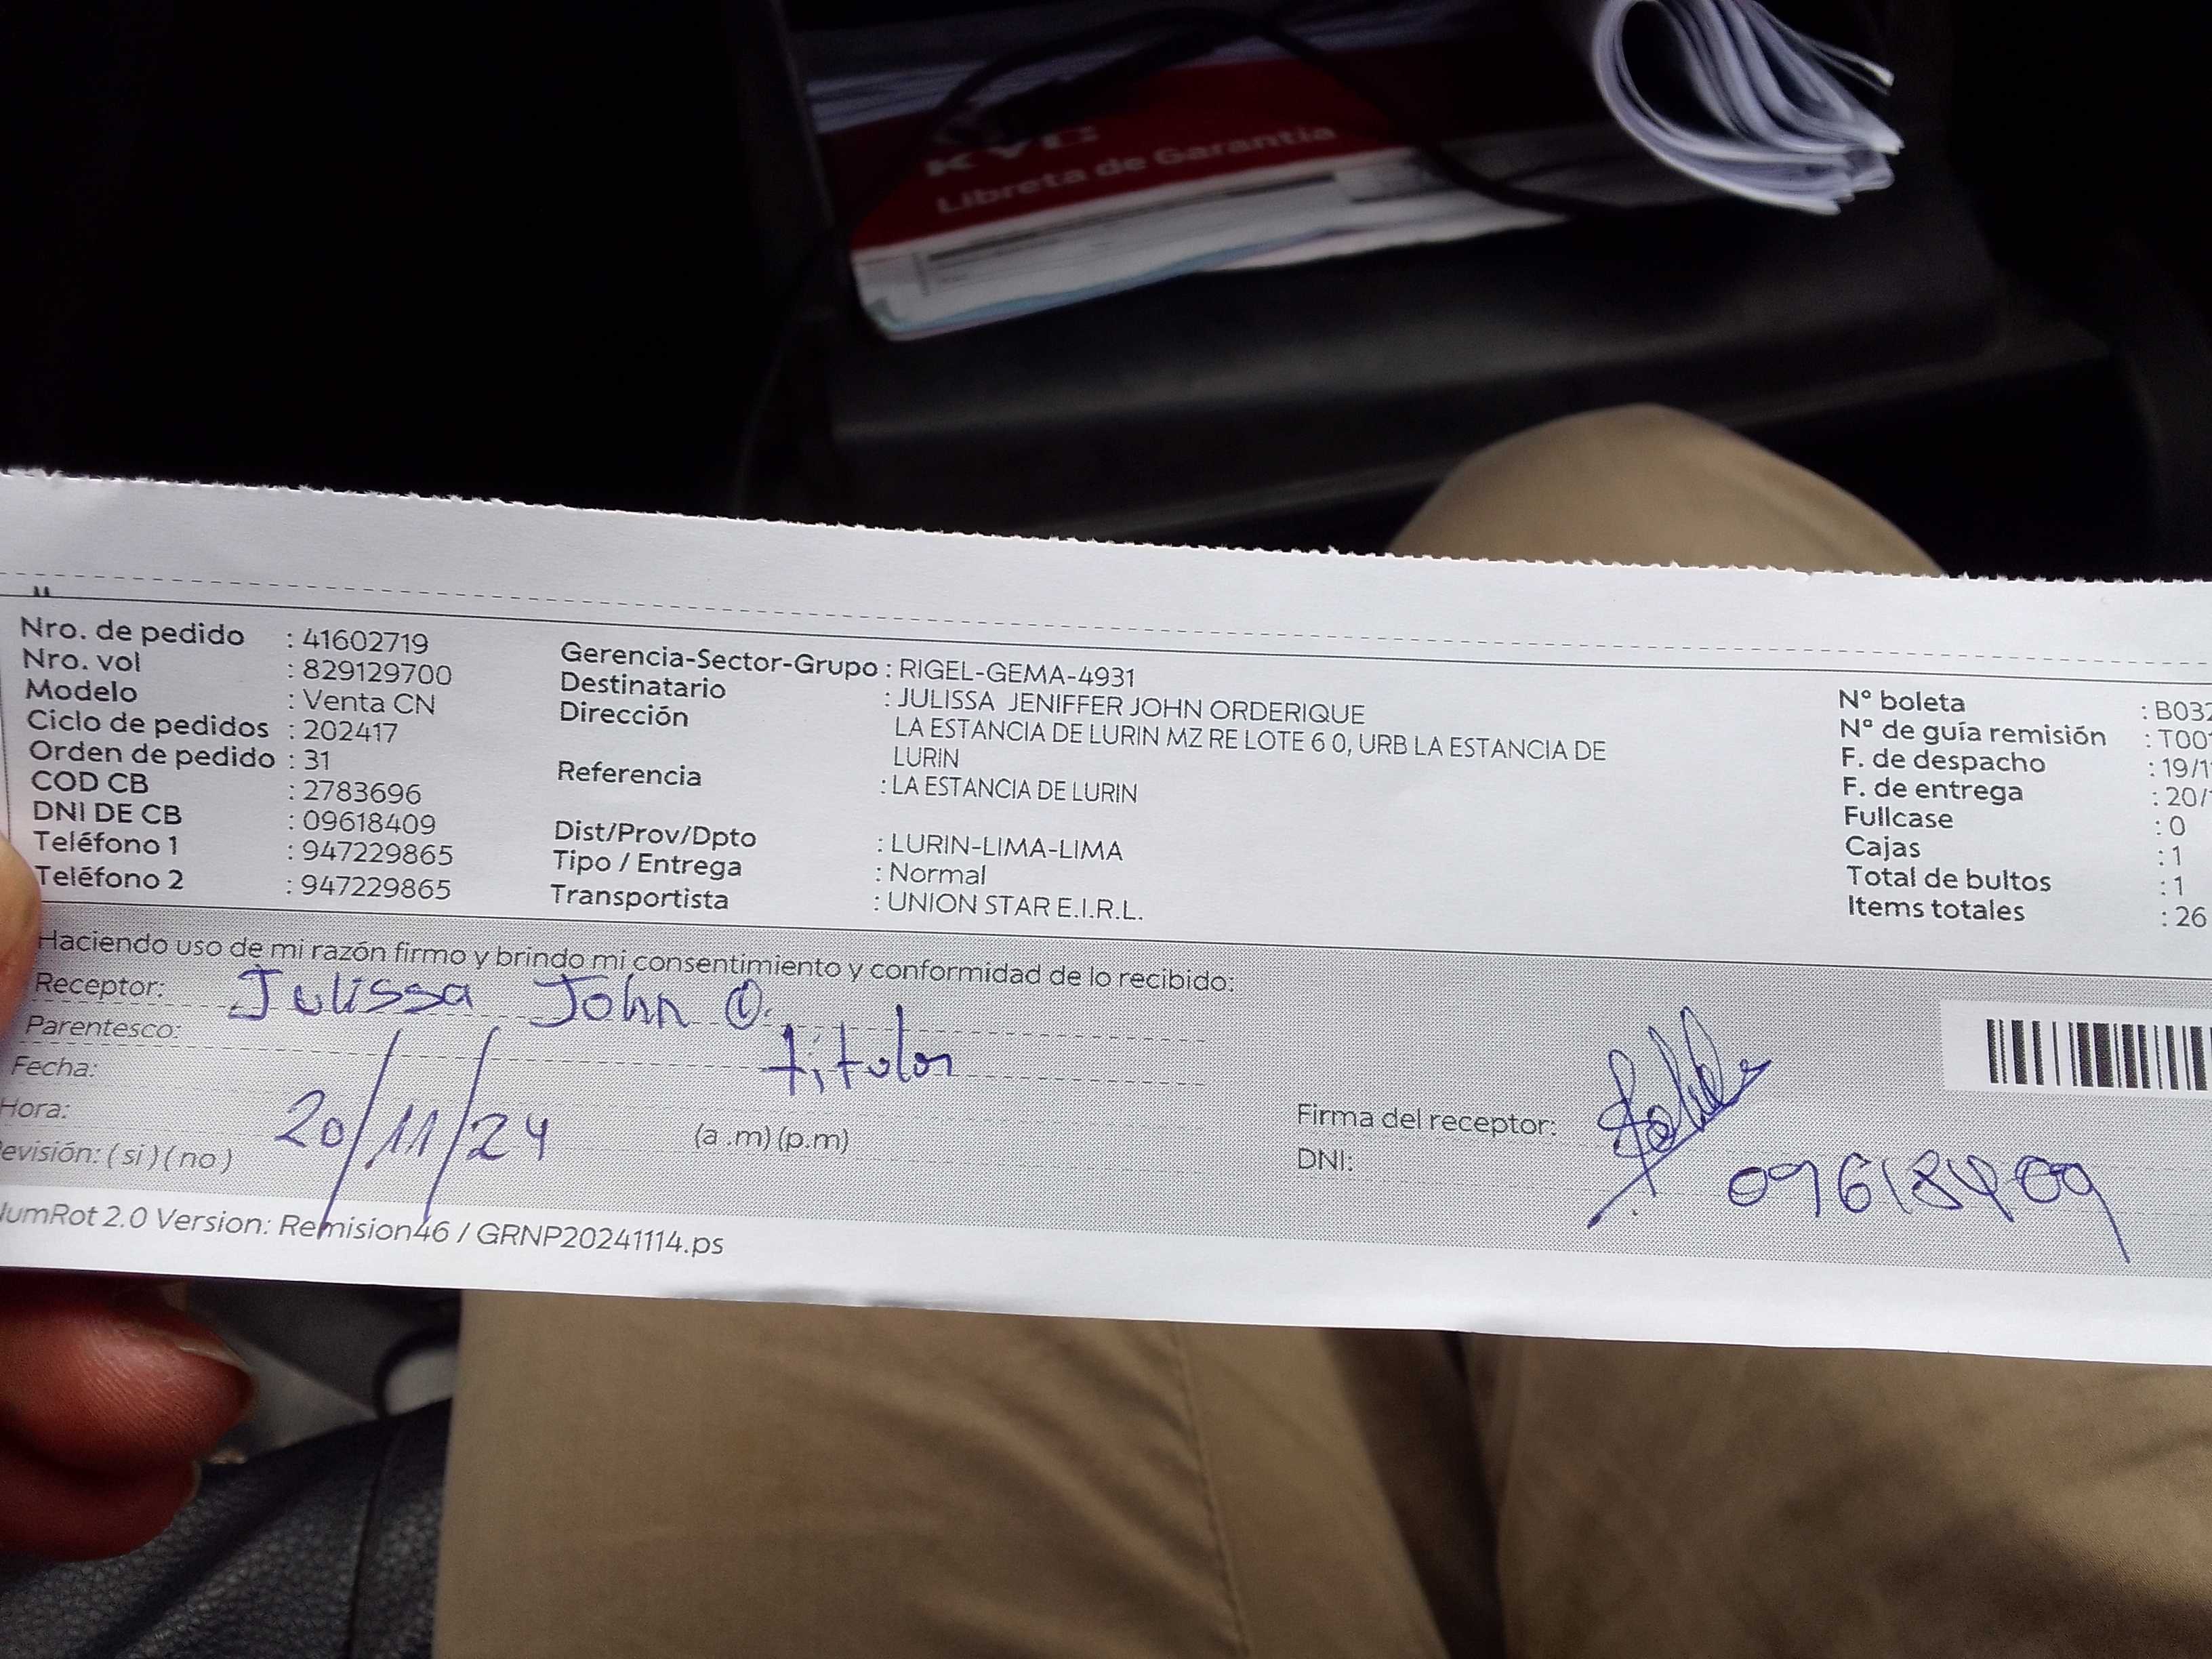 KYC
Libreta de Garantía
Nro. de pedido : 41602719
Nro. vol : 829129700
Modelo : Venta CN
Ciclo de pedidos : 202417
Orden de pedido : 31
COD CB : 2783696
DNI DE CB : 09618409
Teléfono 1 : 947229865
Teléfono 2 : 947229865
Gerencia-Sector-Grupo : RIGEL-GEMA-4931
Destinatario : JULISSA JENIFFER JOHN ORDERIQUE
Dirección LA ESTANCIA DE LURIN MZ RE LOTE 6 0, URB LA ESTANCIA DE
LURIN
Referencia : LA ESTANCIA DE LURIN
Dist/Prov/Dpto : LURIN-LIMA-LIMA
Tipo / Entrega : Normal
Transportista : UNION STAR E.I.R.L.
N° boleta : B032
N° de guía remisión : T001
F. de despacho : 19/1
F. de entrega : 20/
Fullcase : 0
Cajas : 1
Total de bultos : 1
Items totales : 26
Haciendo uso de mi razón firmo y brindo mi consentimiento y conformidad de lo recibido:
Receptor: Julissa John O.
Parentesco: titular
Fecha: 20/11/24
Hora: (a .m) (p.m)
evisión: ( si ) ( no )
Firma del receptor:
DNI: 09618409
NumRot 2.0 Version: Remision46 / GRNP20241114.ps